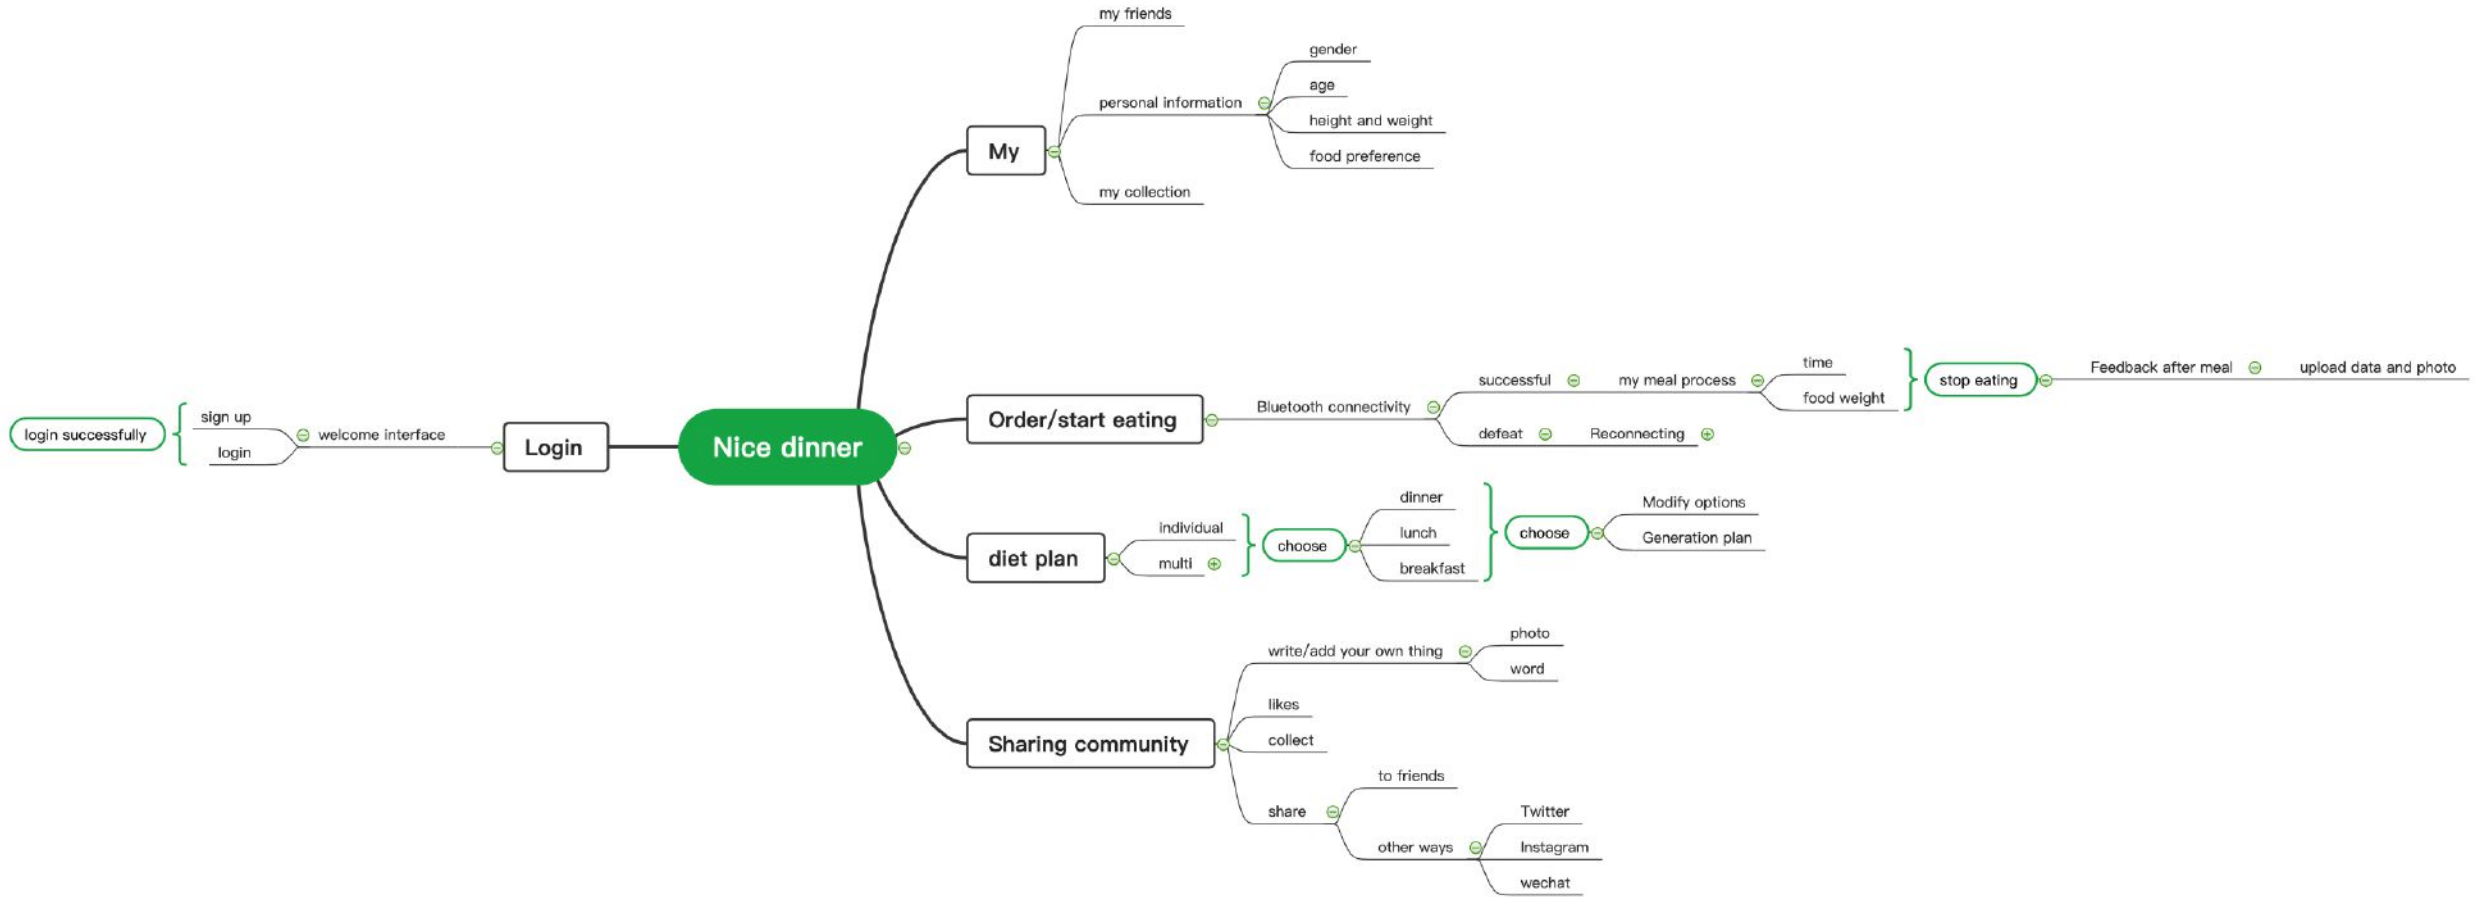 my friends
gender
age
personal information
height and weight
food preference
My
my collection
Nice dinner
Login
welcome interface
sign up
login
login successfully
Order/start eating
Bluetooth connectivity
successful
my meal process
time
food weight
stop eating
Feedback after meal
upload data and photo
defeat
Reconnecting
diet plan
individual
multi
choose
dinner
lunch
breakfast
choose
Modify options
Generation plan
Sharing community
write/add your own thing
photo
word
likes
collect
share
to friends
other ways
Twitter
Instagram
wechat